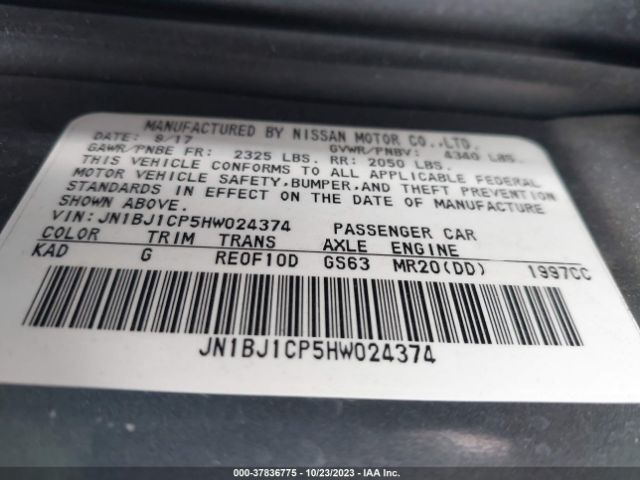 MANUFACTURED BY NISSAN MOTOR CO.,LTD.
DATE: 9/17 GVWR/PNBV: 4340 LBS.
GAWR/PNBE FR: 2325 LBS. RR: 2050 LBS.
THIS VEHICLE CONFORMS TO ALL APPLICABLE FEDERAL
MOTOR VEHICLE SAFETY,BUMPER,AND THEFT PREVENTION
STANDARDS IN EFFECT ON THE DATE OF MANUFACTURE
SHOWN ABOVE.
VIN:JN1BJ1CP5HW024374 PASSENGER CAR
COLOR TRIM TRANS AXLE ENGINE
KAD G RE0F10D GS63 MR20(DD) 1997CC
JN1BJ1CP5HW024374
000-37836775 - 10/23/2023 - IAA Inc.